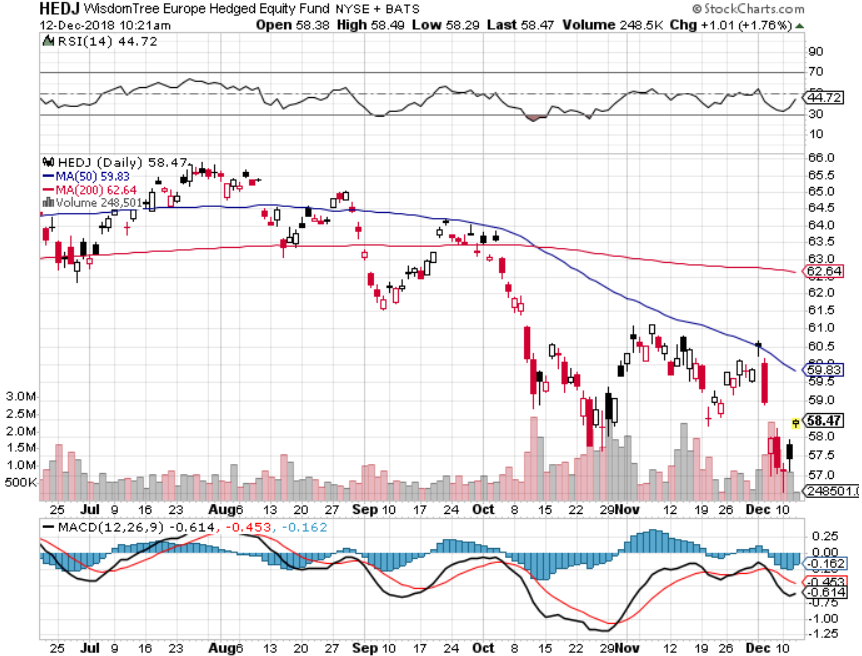 HEDJ WisdomTree Europe Hedged Equity Fund NYSE + BATS © StockCharts.com
12-Dec-2018 10:21am Open 58.38 High 58.49 Low 58.29 Last 58.47 Volume 248.5K Chg +1.01 (+1.76%)
RSI(14) 44.72
90
70
44.72
30
10
HEDJ (Daily) 58.47
MA(50) 59.83
MA(200) 62.64
Volume 248,501
66.0
65.5
65.0
64.5
64.0
63.5
63.0
62.64
62.0
61.5
61.0
60.5
59.83
59.5
59.0
58.47
58.0
57.5
57.0
248501.0
3.0M
2.5M
2.0M
1.5M
1.0M
500K
25 Jul 9 16 23 Aug 6 13 20 27 Sep 10 17 24 Oct 8 15 22 29 Nov 12 19 26 Dec 10
MACD(12,26,9) -0.614, -0.453, -0.162
0.25
0.00
-0.162
-0.453
-0.614
-0.75
-1.00
-1.25
25 Jul 9 16 23 Aug 6 13 20 27 Sep 10 17 24 Oct 8 15 22 29 Nov 12 19 26 Dec 10